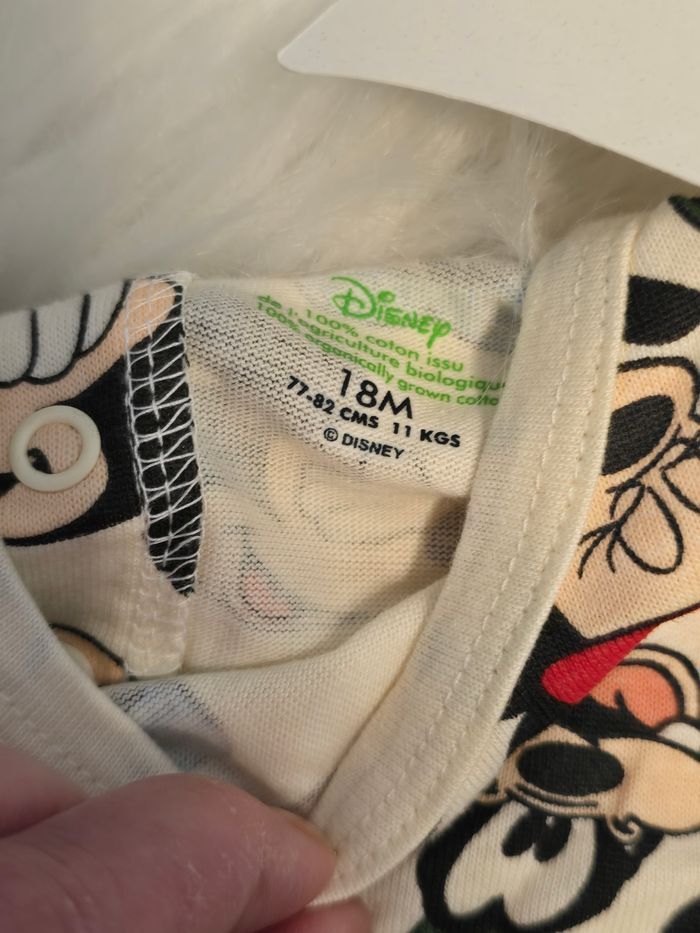 Disney
100% coton issu
de l'agriculture biologique
100% organically grown cotton
18M
77-82 CMS 11 KGS
© DISNEY